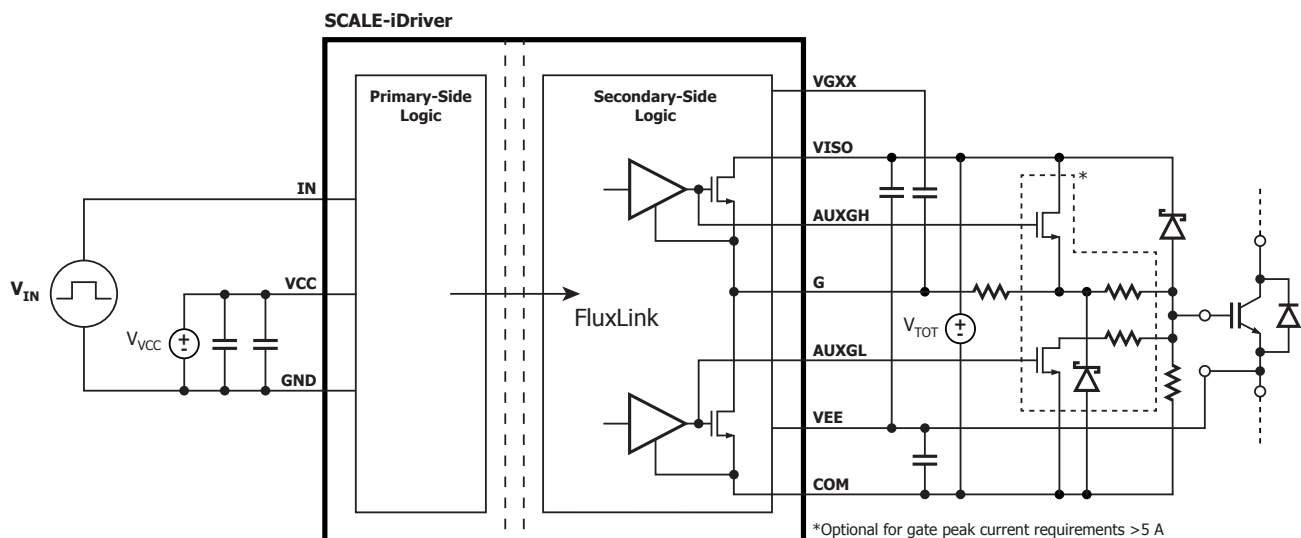 SCALE-iDriver
Primary-Side
Logic
Secondary-Side
Logic
VGXX
VISO
IN
AUXGH
*
VIN
VCC
G
FluxLink
VVCC
VTOT
AUXGL
GND
VEE
COM
*Optional for gate peak current requirements >5 A